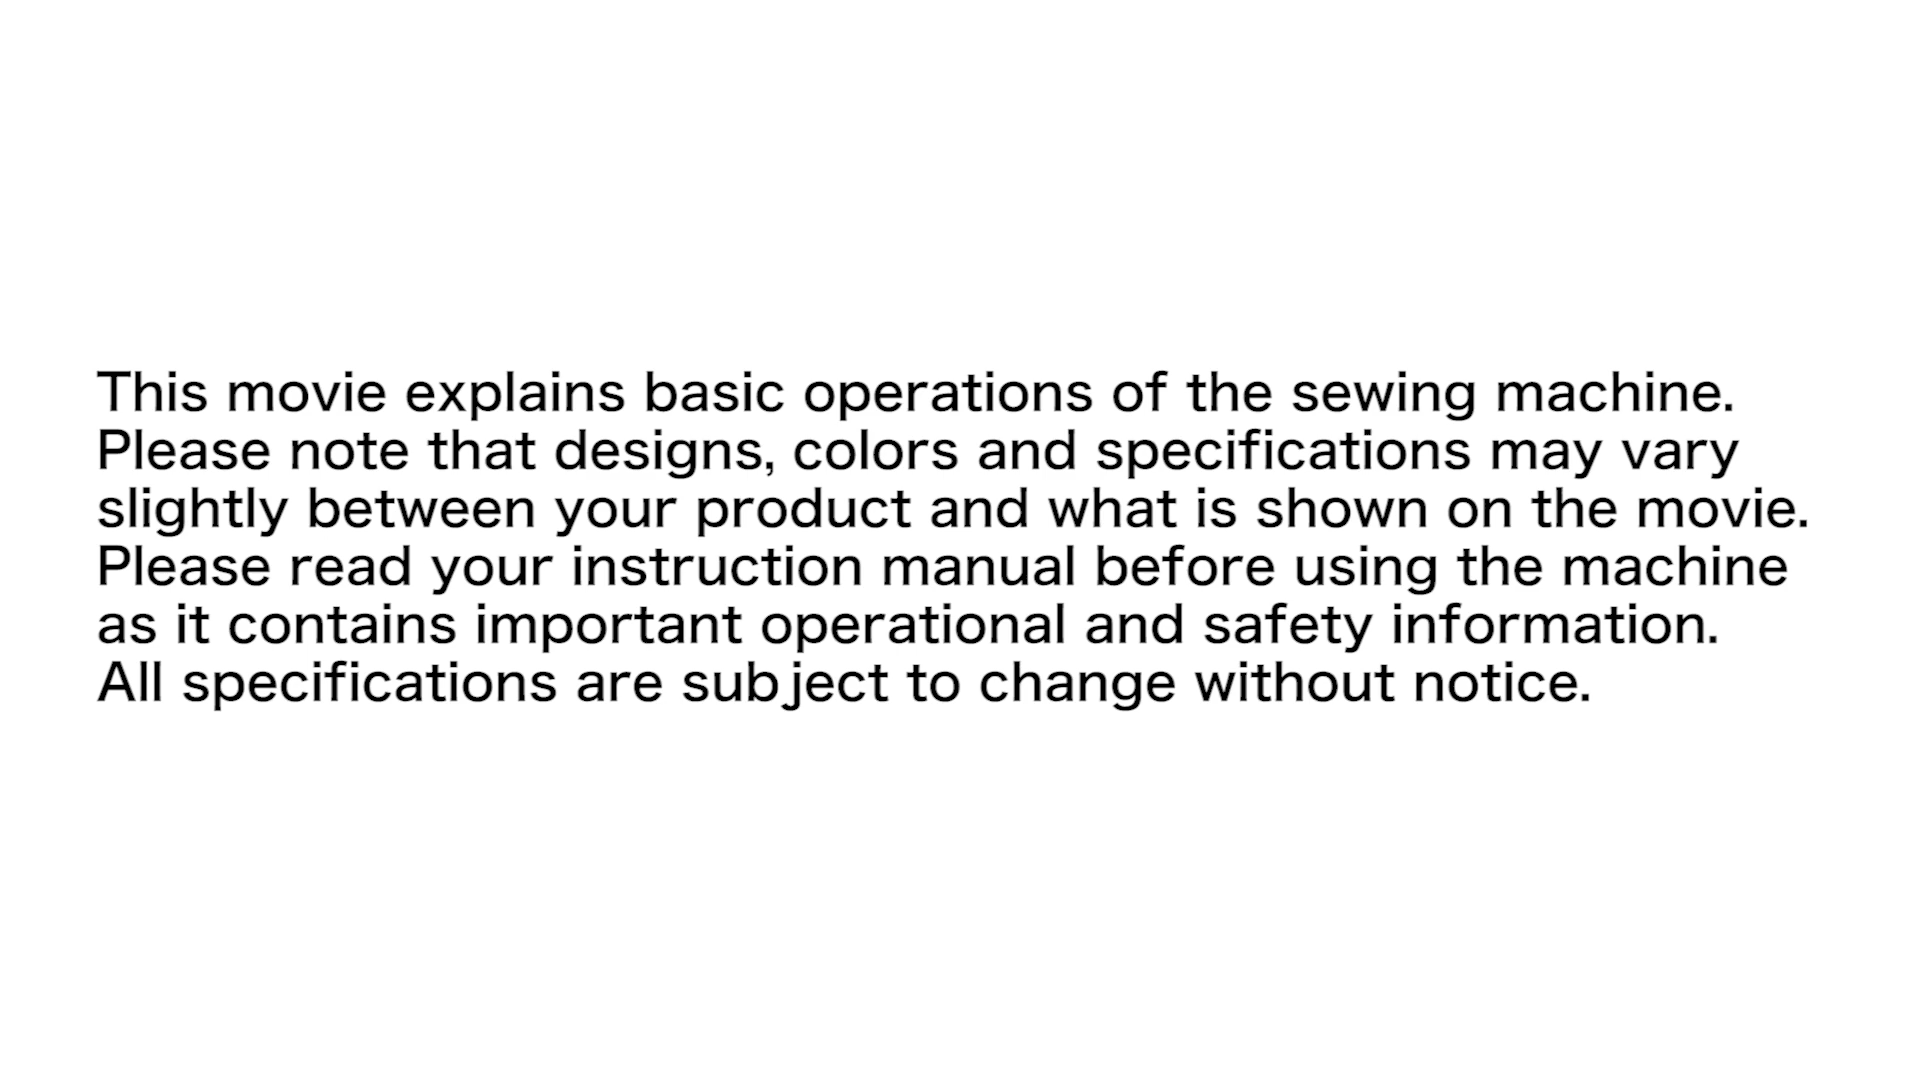 This movie explains basic operations of the sewing machine.
Please note that designs, colors and specifications may vary
slightly between your product and what is shown on the movie.
Please read your instruction manual before using the machine
as it contains important operational and safety information.
All specifications are subject to change without notice.